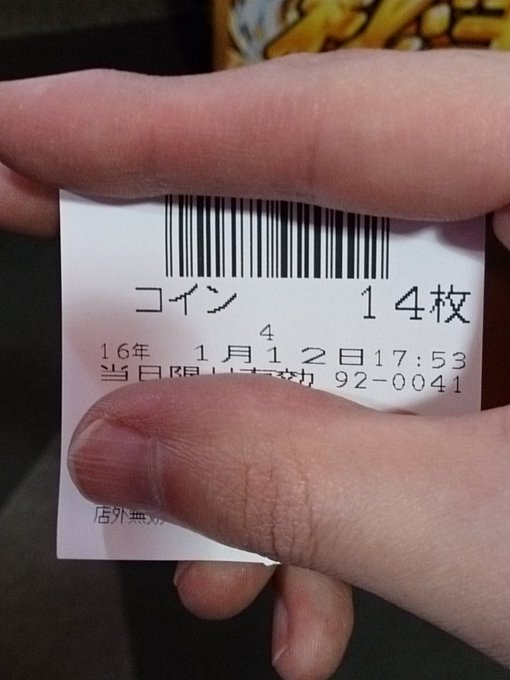 コイン 14枚
4
16年 1月12日17:53
当日限り有効 92-0041
店外無効